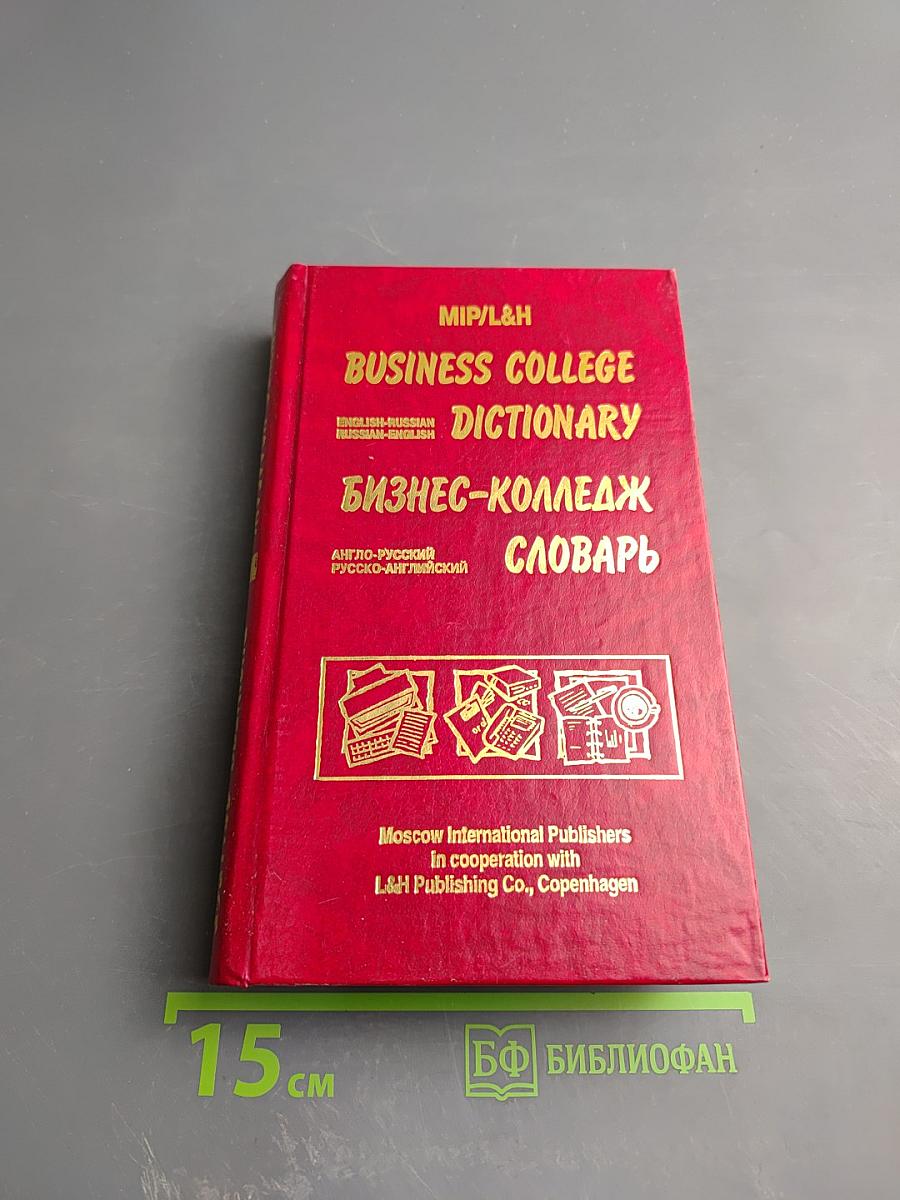 MIP/L&H
BUSINESS COLLEGE
ENGLISH-RUSSIAN
RUSSIAN-ENGLISH
DICTIONARY
БИЗНЕС-КОЛЛЕДЖ
АНГЛО-РУССКИЙ
РУССКО-АНГЛИЙСКИЙ
СЛОВАРЬ
Moscow International Publishers
in cooperation with
L&H Publishing Co., Copenhagen
15 см
БФ БИБЛИОФАН